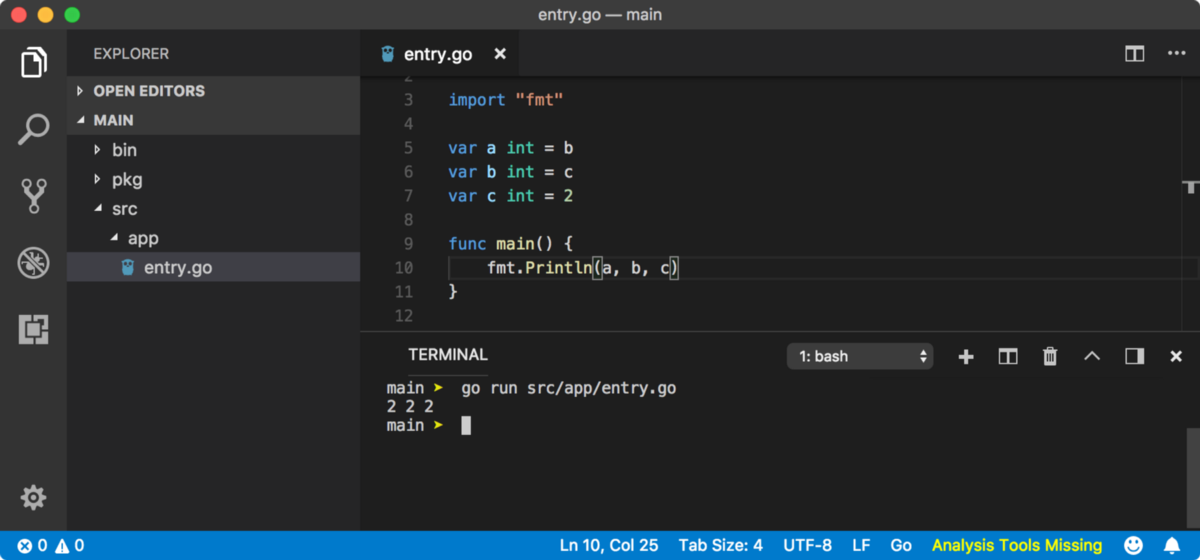 entry.go — main
EXPLORER
OPEN EDITORS
MAIN
bin
pkg
src
app
entry.go
entry.go
3 import "fmt"
4
5 var a int = b
6 var b int = c
7 var c int = 2
8
9 func main() {
10 fmt.Println(a, b, c)
11 }
12
TERMINAL
1: bash
main ➤ go run src/app/entry.go
2 2 2
main ➤
0 0
Ln 10, Col 25 Tab Size: 4 UTF-8 LF Go Analysis Tools Missing